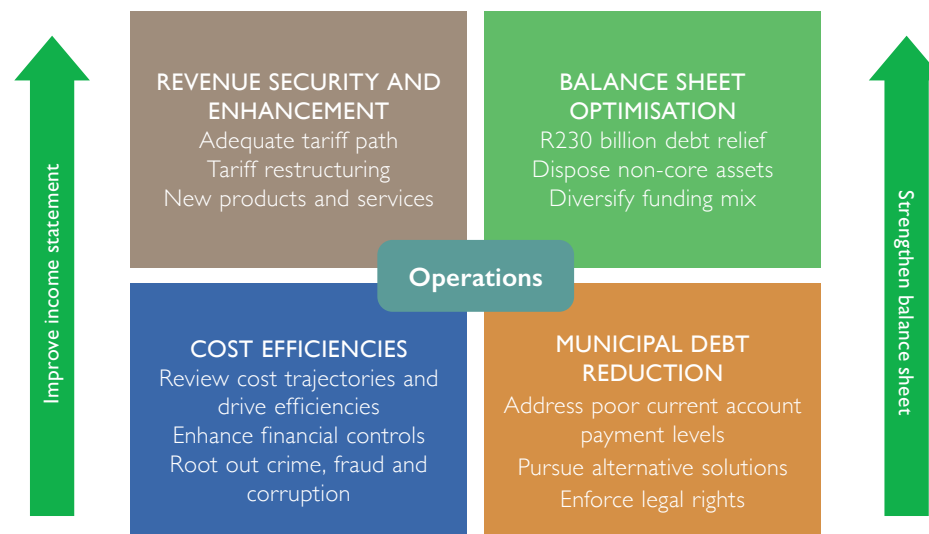 Improve income statement
REVENUE SECURITY AND
ENHANCEMENT
Adequate tariff path
Tariff restructuring
New products and services
BALANCE SHEET
OPTIMISATION
R230 billion debt relief
Dispose non-core assets
Diversify funding mix
Operations
COST EFFICIENCIES
Review cost trajectories and
drive efficiencies
Enhance financial controls
Root out crime, fraud and
corruption
MUNICIPAL DEBT
REDUCTION
Address poor current account
payment levels
Pursue alternative solutions
Enforce legal rights
Strengthen balance sheet